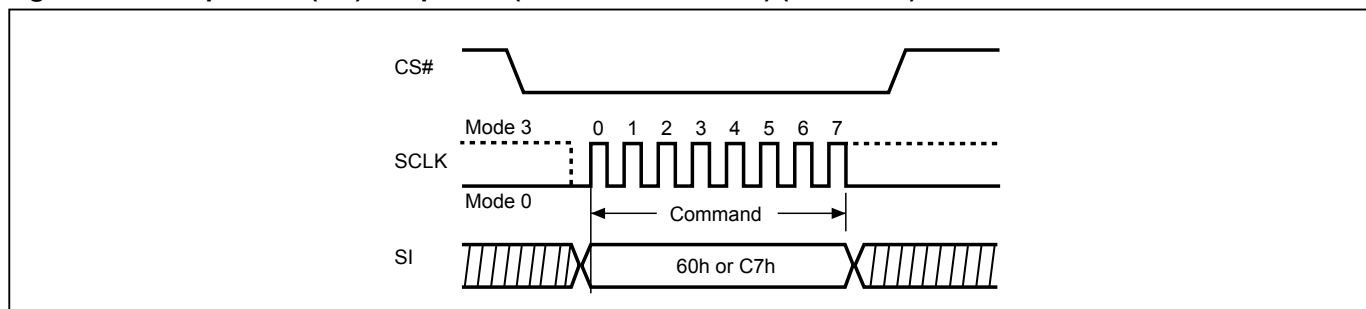 CS#
Mode 3
0 1 2 3 4 5 6 7
SCLK
Mode 0
Command
SI
60h or C7h